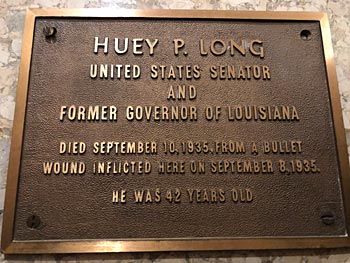 HUEY P. LONG
UNITED STATES SENATOR
AND
FORMER GOVERNOR OF LOUISIANA
DIED SEPTEMBER 10, 1935, FROM A BULLET
WOUND INFLICTED HERE ON SEPTEMBER 8, 1935.
HE WAS 42 YEARS OLD